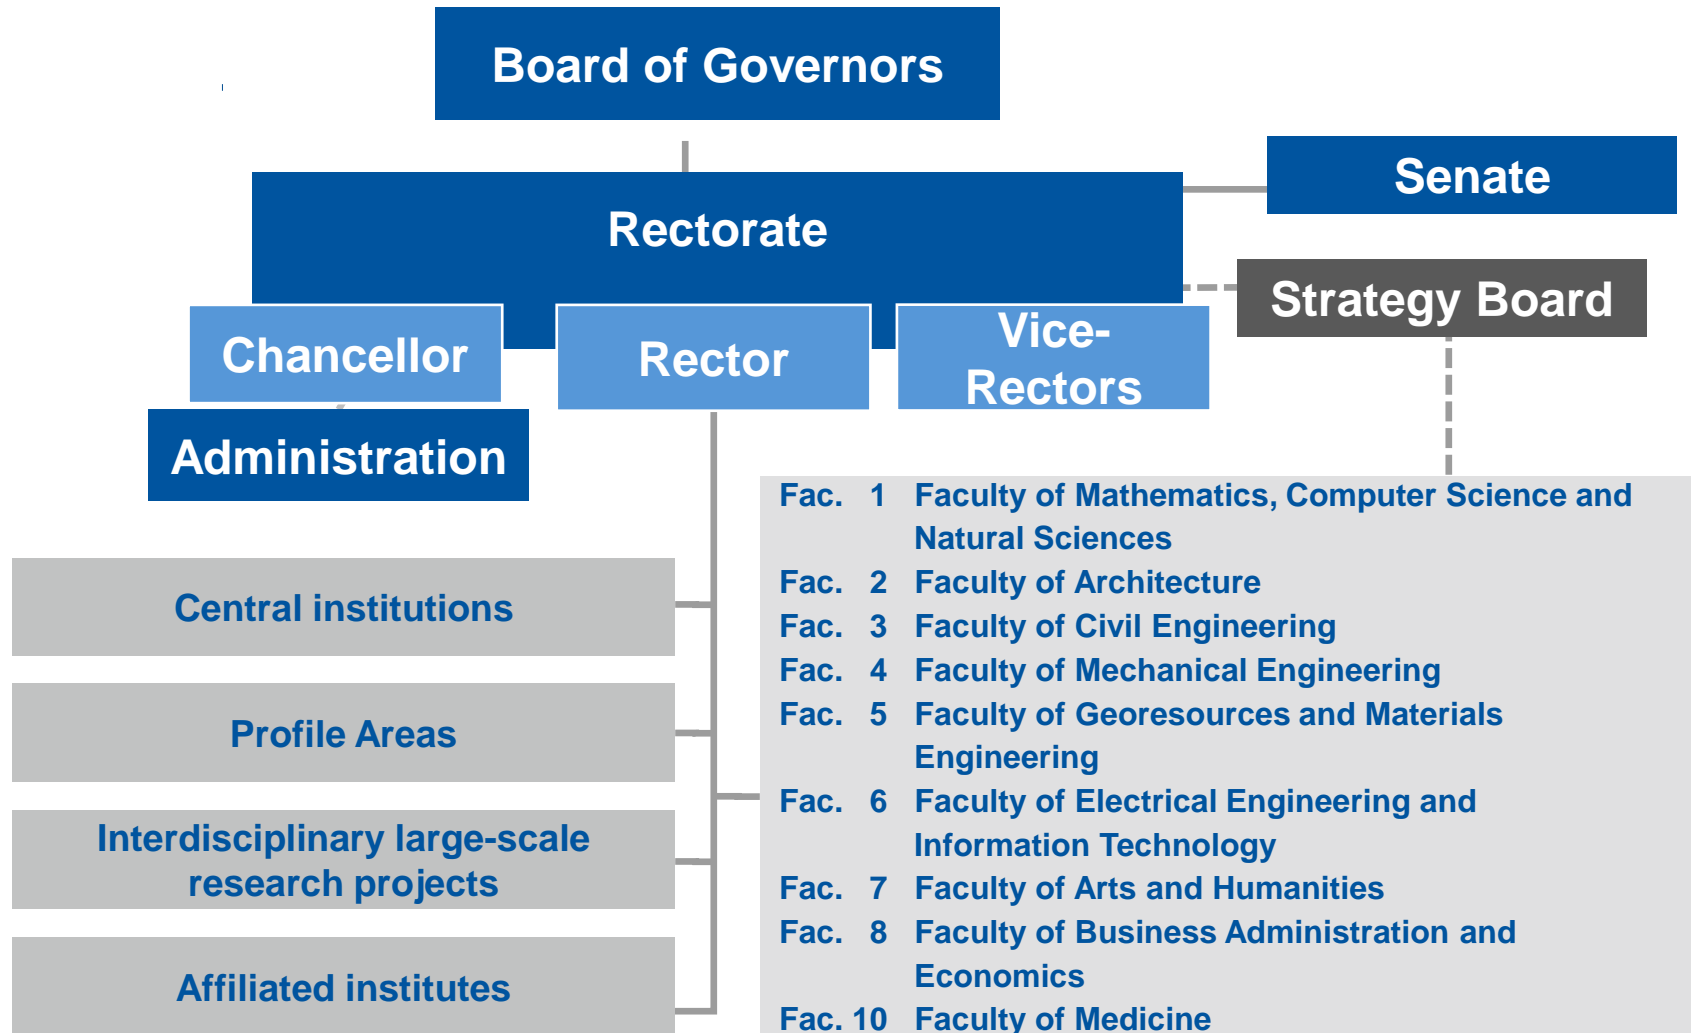 Board of Governors
Senate
Rectorate
Strategy Board
Chancellor
Rector
Vice-
Rectors
Administration
Central institutions
Profile Areas
Interdisciplinary large-scale
research projects
Affiliated institutes
Fac. 1 Faculty of Mathematics, Computer Science and
Natural Sciences
Fac. 2 Faculty of Architecture
Fac. 3 Faculty of Civil Engineering
Fac. 4 Faculty of Mechanical Engineering
Fac. 5 Faculty of Georesources and Materials
Engineering
Fac. 6 Faculty of Electrical Engineering and
Information Technology
Fac. 7 Faculty of Arts and Humanities
Fac. 8 Faculty of Business Administration and
Economics
Fac. 10 Faculty of Medicine